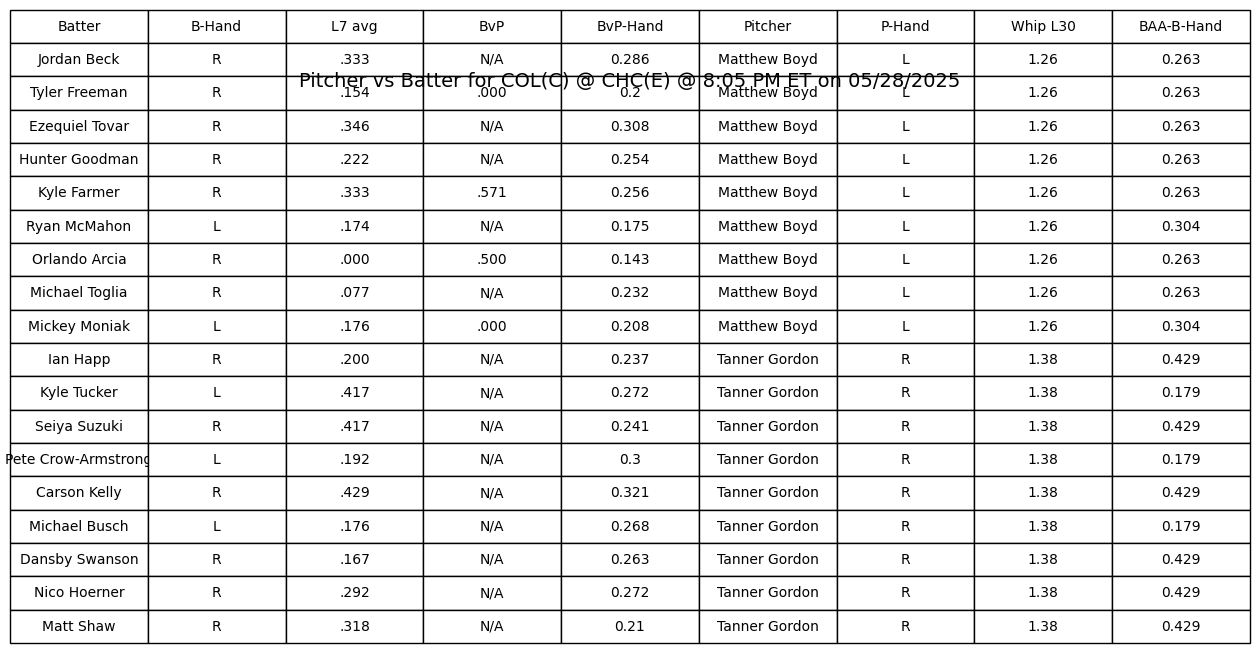 Batter B-Hand L7 avg BvP BvP-Hand Pitcher P-Hand Whip L30 BAA-B-Hand
Jordan Beck R .333 N/A 0.286 Matthew Boyd L 1.26 0.263
Pitcher vs Batter for COL(C) @ CHC(E) @ 8:05 PM ET on 05/28/2025
Tyler Freeman R .154 .000 0.2 Matthew Boyd L 1.26 0.263
Ezequiel Tovar R .346 N/A 0.308 Matthew Boyd L 1.26 0.263
Hunter Goodman R .222 N/A 0.254 Matthew Boyd L 1.26 0.263
Kyle Farmer R .333 .571 0.256 Matthew Boyd L 1.26 0.263
Ryan McMahon L .174 N/A 0.175 Matthew Boyd L 1.26 0.304
Orlando Arcia R .000 .500 0.143 Matthew Boyd L 1.26 0.263
Michael Toglia R .077 N/A 0.232 Matthew Boyd L 1.26 0.263
Mickey Moniak L .176 .000 0.208 Matthew Boyd L 1.26 0.304
Ian Happ R .200 N/A 0.237 Tanner Gordon R 1.38 0.429
Kyle Tucker L .417 N/A 0.272 Tanner Gordon R 1.38 0.179
Seiya Suzuki R .417 N/A 0.241 Tanner Gordon R 1.38 0.429
Pete Crow-Armstrong L .192 N/A 0.3 Tanner Gordon R 1.38 0.179
Carson Kelly R .429 N/A 0.321 Tanner Gordon R 1.38 0.429
Michael Busch L .176 N/A 0.268 Tanner Gordon R 1.38 0.179
Dansby Swanson R .167 N/A 0.263 Tanner Gordon R 1.38 0.429
Nico Hoerner R .292 N/A 0.272 Tanner Gordon R 1.38 0.429
Matt Shaw R .318 N/A 0.21 Tanner Gordon R 1.38 0.429